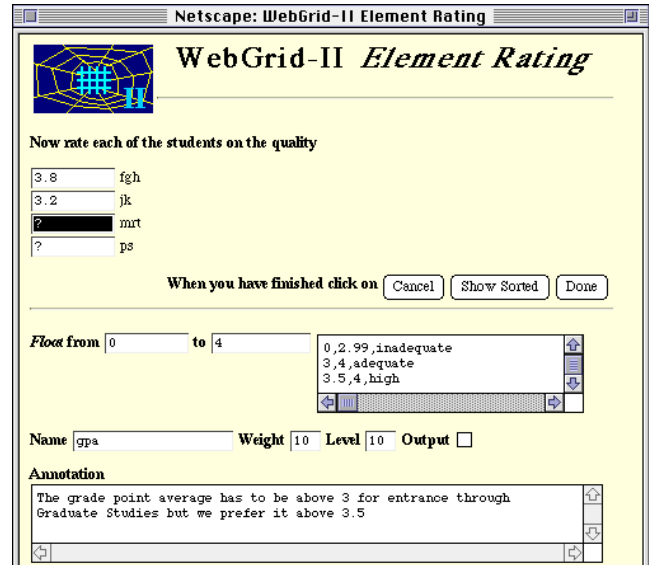 Netscape: WebGrid-II Element Rating
II
WebGrid-II Element Rating
Now rate each of the students on the quality
3.8 fgh
3.2 jk
? mrt
? ps
When you have finished click on Cancel Show Sorted Done
Float from 0 to 4
0,2.99,inadequate
3,4,adequate
3.5,4,high
Name gpa Weight 10 Level 10 Output
Annotation
The grade point average has to be above 3 for entrance through
Graduate Studies but we prefer it above 3.5